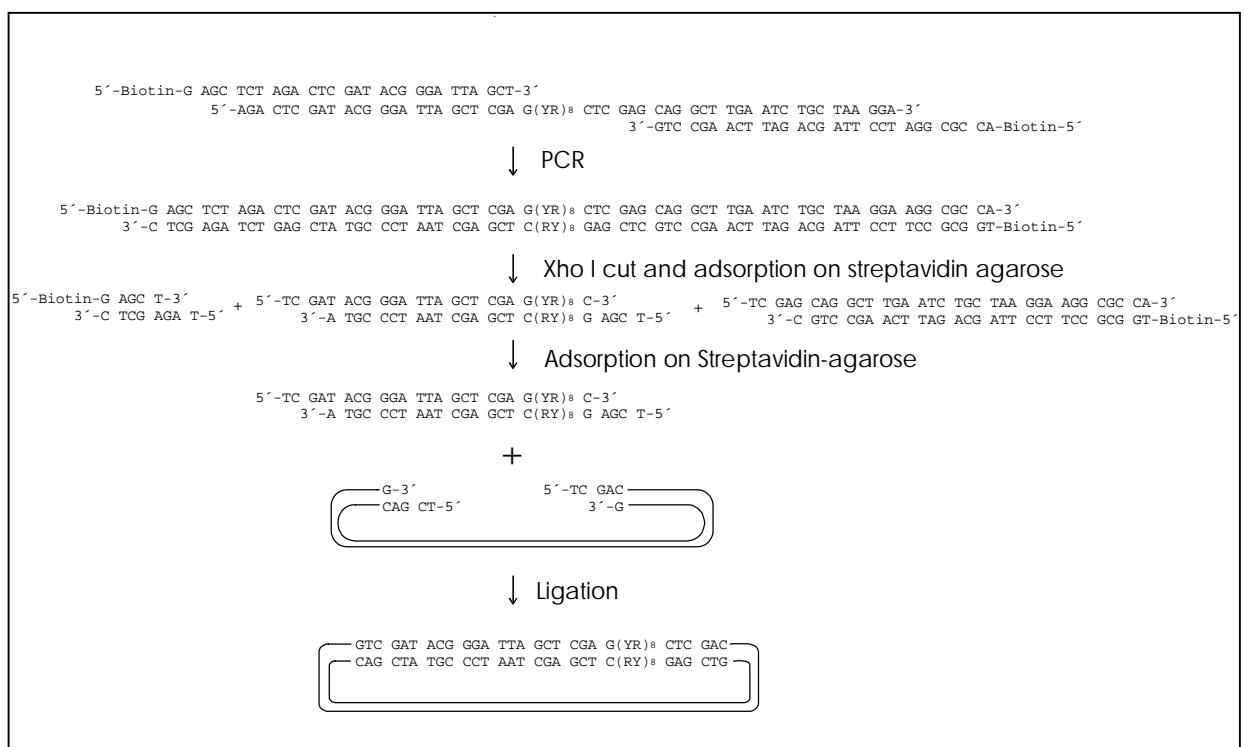 5´-Biotin-G AGC TCT AGA CTC GAT ACG GGA TTA GCT-3´
5´-AGA CTC GAT ACG GGA TTA GCT CGA G(YR)8 CTC GAG CAG GCT TGA ATC TGC TAA GGA-3´
3´-GTC CGA ACT TAG ACG ATT CCT AGG CGC CA-Biotin-5´
↓ PCR
5´-Biotin-G AGC TCT AGA CTC GAT ACG GGA TTA GCT CGA G(YR)8 CTC GAG CAG GCT TGA ATC TGC TAA GGA AGG CGC CA-3´
3´-C TCG AGA TCT GAG CTA TGC CCT AAT CGA GCT C(RY)8 GAG CTC GTC CGA ACT TAG ACG ATT CCT TCC GCG GT-Biotin-5´
↓ Xho I cut and adsorption on streptavidin agarose
5´-Biotin-G AGC T-3´ + 5´-TC GAT ACG GGA TTA GCT CGA G(YR)8 C-3´ + 5´-TC GAG CAG GCT TGA ATC TGC TAA GGA AGG CGC CA-3´
3´-C TCG AGA T-5´ 3´-A TGC CCT AAT CGA GCT C(RY)8 G AGC T-5´ 3´-C GTC CGA ACT TAG ACG ATT CCT TCC GCG GT-Biotin-5´
↓ Adsorption on Streptavidin-agarose
5´-TC GAT ACG GGA TTA GCT CGA G(YR)8 C-3´
3´-A TGC CCT AAT CGA GCT C(RY)8 G AGC T-5´
+
G-3´ 5´-TC GAC
CAG CT-5´ 3´-G
↓ Ligation
GTC GAT ACG GGA TTA GCT CGA G(YR)8 CTC GAC
CAG CTA TGC CCT AAT CGA GCT C(RY)8 GAG CTG